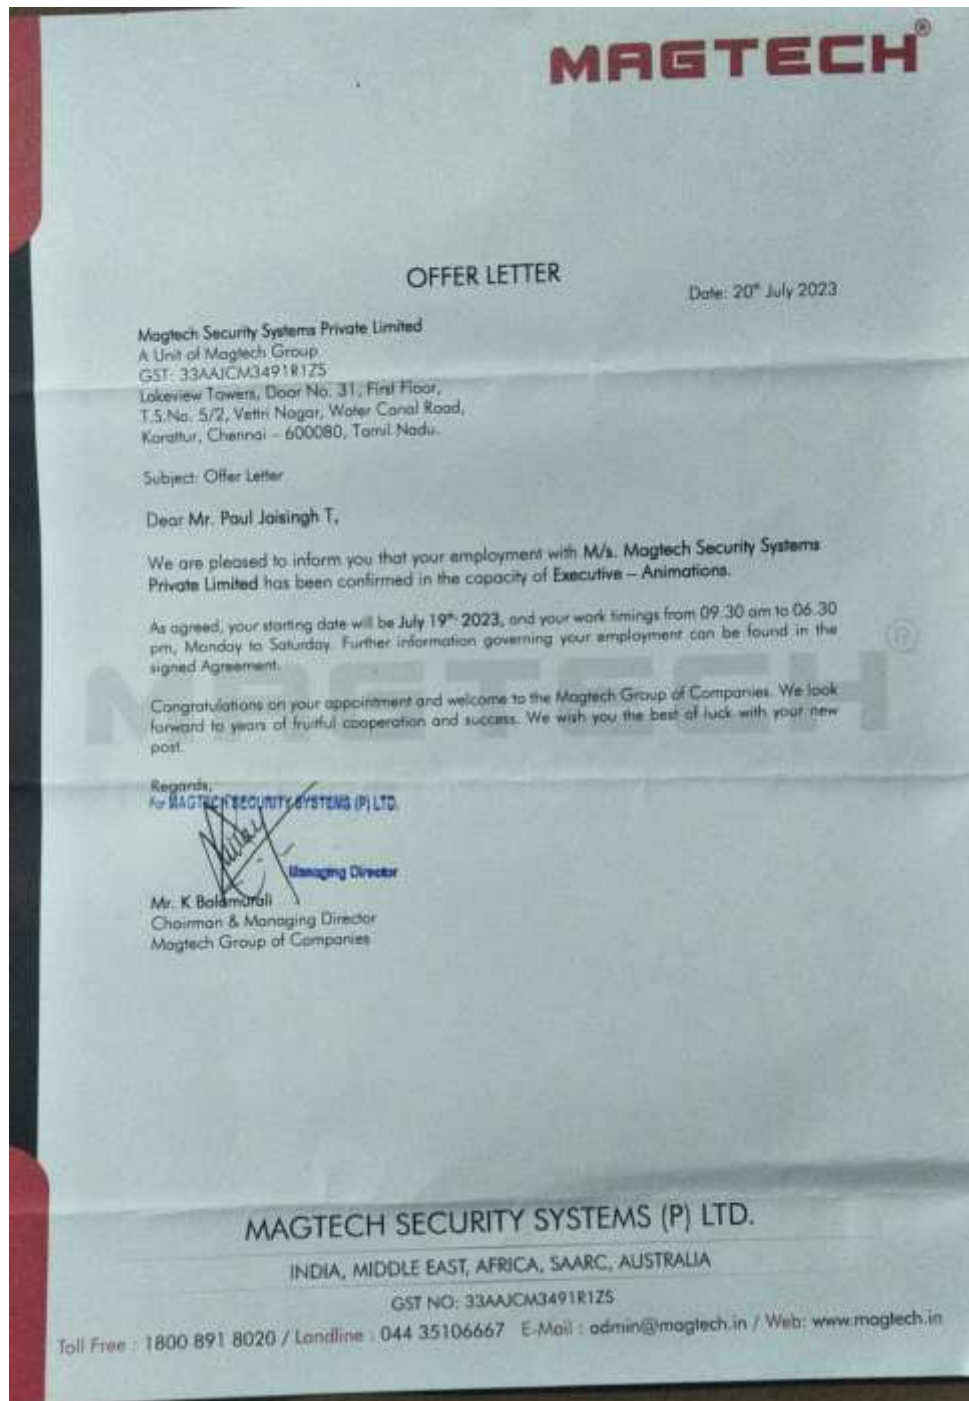 MAGTECH®
OFFER LETTER
Date: 20th July 2023
Magtech Security Systems Private Limited
A Unit of Magtech Group
GST: 33AAJCM3491R1Z5
Lakeview Towers, Door No. 31, First Floor,
T.S.No. 5/2, Vettri Nagar, Water Canal Road,
Korattur, Chennai – 600080, Tamil Nadu.
Subject: Offer Letter
Dear Mr. Paul Jaisingh T,
We are pleased to inform you that your employment with M/s. Magtech Security Systems
Private Limited has been confirmed in the capacity of Executive – Animations.
As agreed, your starting date will be July 19th 2023, and your work timings from 09.30 am to 06.30
pm, Monday to Saturday. Further information governing your employment can be found in the
signed Agreement.
MAGTECH®
Congratulations on your appointment and welcome to the Magtech Group of Companies. We look
forward to years of fruitful cooperation and success. We wish you the best of luck with your new
post.
Regards,
For MAGTECH SECURITY SYSTEMS (P) LTD.
Managing Director
Mr. K Balamurali
Chairman & Managing Director
Magtech Group of Companies
MAGTECH SECURITY SYSTEMS (P) LTD.
INDIA, MIDDLE EAST, AFRICA, SAARC, AUSTRALIA
GST NO: 33AAJCM3491R1Z5
Toll Free : 1800 891 8020 / Landline : 044 35106667 E-Mail : admin@magtech.in / Web: www.magtech.in